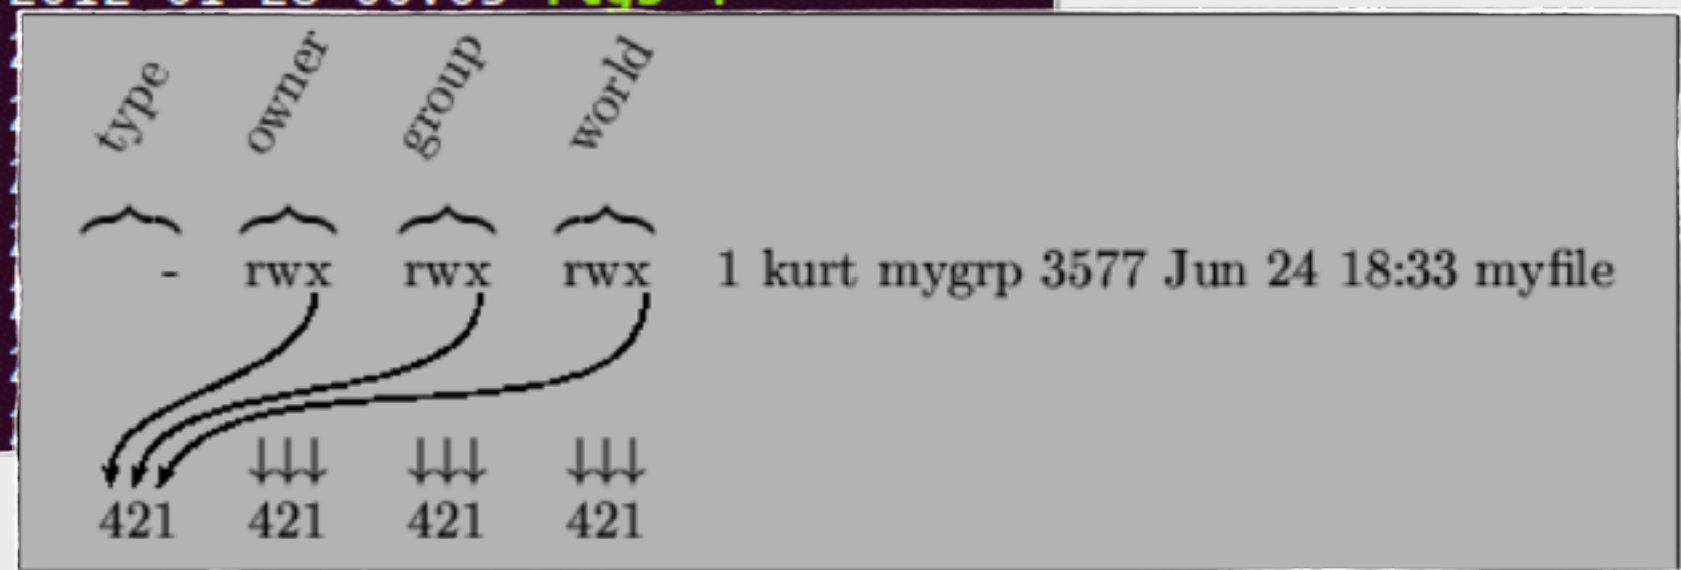 type owner group world
- rwx rwx rwx 1 kurt mygrp 3577 Jun 24 18:33 myfile
↓↓↓ ↓↓↓ ↓↓↓
421 421 421 421